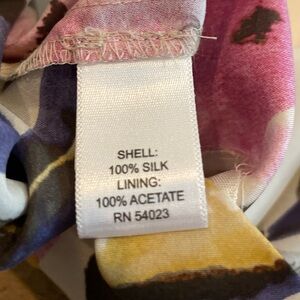 SHELL:
100% SILK
LINING:
100% ACETATE
RN 54023